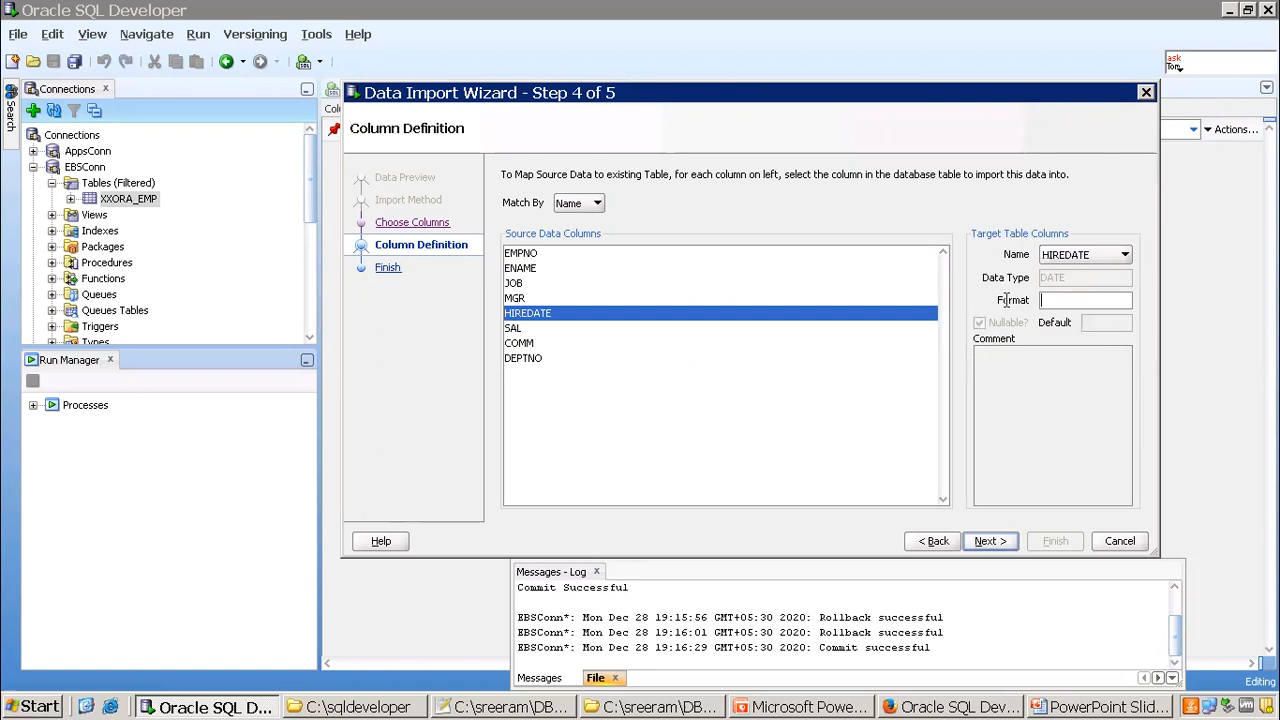 Oracle SQL Developer
File Edit View Navigate Run Versioning Tools Help
ask
Tom
Connections
Search
Connections
AppsConn
EBSConn
Tables (Filtered)
XXORA_EMP
Views
Indexes
Packages
Procedures
Functions
Queues
Queues Tables
Triggers
Types
Run Manager
Processes
Col
Actions...
Data Import Wizard - Step 4 of 5
Column Definition
Data Preview
Import Method
Choose Columns
Column Definition
Finish
To Map Source Data to existing Table, for each column on left, select the column in the database table to import this data into.
Match By Name
Source Data Columns
EMPNO
ENAME
JOB
MGR
HIREDATE
SAL
COMM
DEPTNO
Target Table Columns
Name HIREDATE
Data Type DATE
Format
Nullable? Default
Comment
Help < Back Next > Finish Cancel
Messages - Log
Commit Successful
EBSConn*: Mon Dec 28 19:15:56 GMT+05:30 2020: Rollback successful
EBSConn*: Mon Dec 28 19:16:01 GMT+05:30 2020: Rollback successful
EBSConn*: Mon Dec 28 19:16:29 GMT+05:30 2020: Commit successful
Messages File
Editing
Start Oracle SQL D... C:\sqldeveloper C:\sreeram\DB... C:\sreeram\DB... Microsoft Powe... Oracle SQL Dev... PowerPoint Slid...